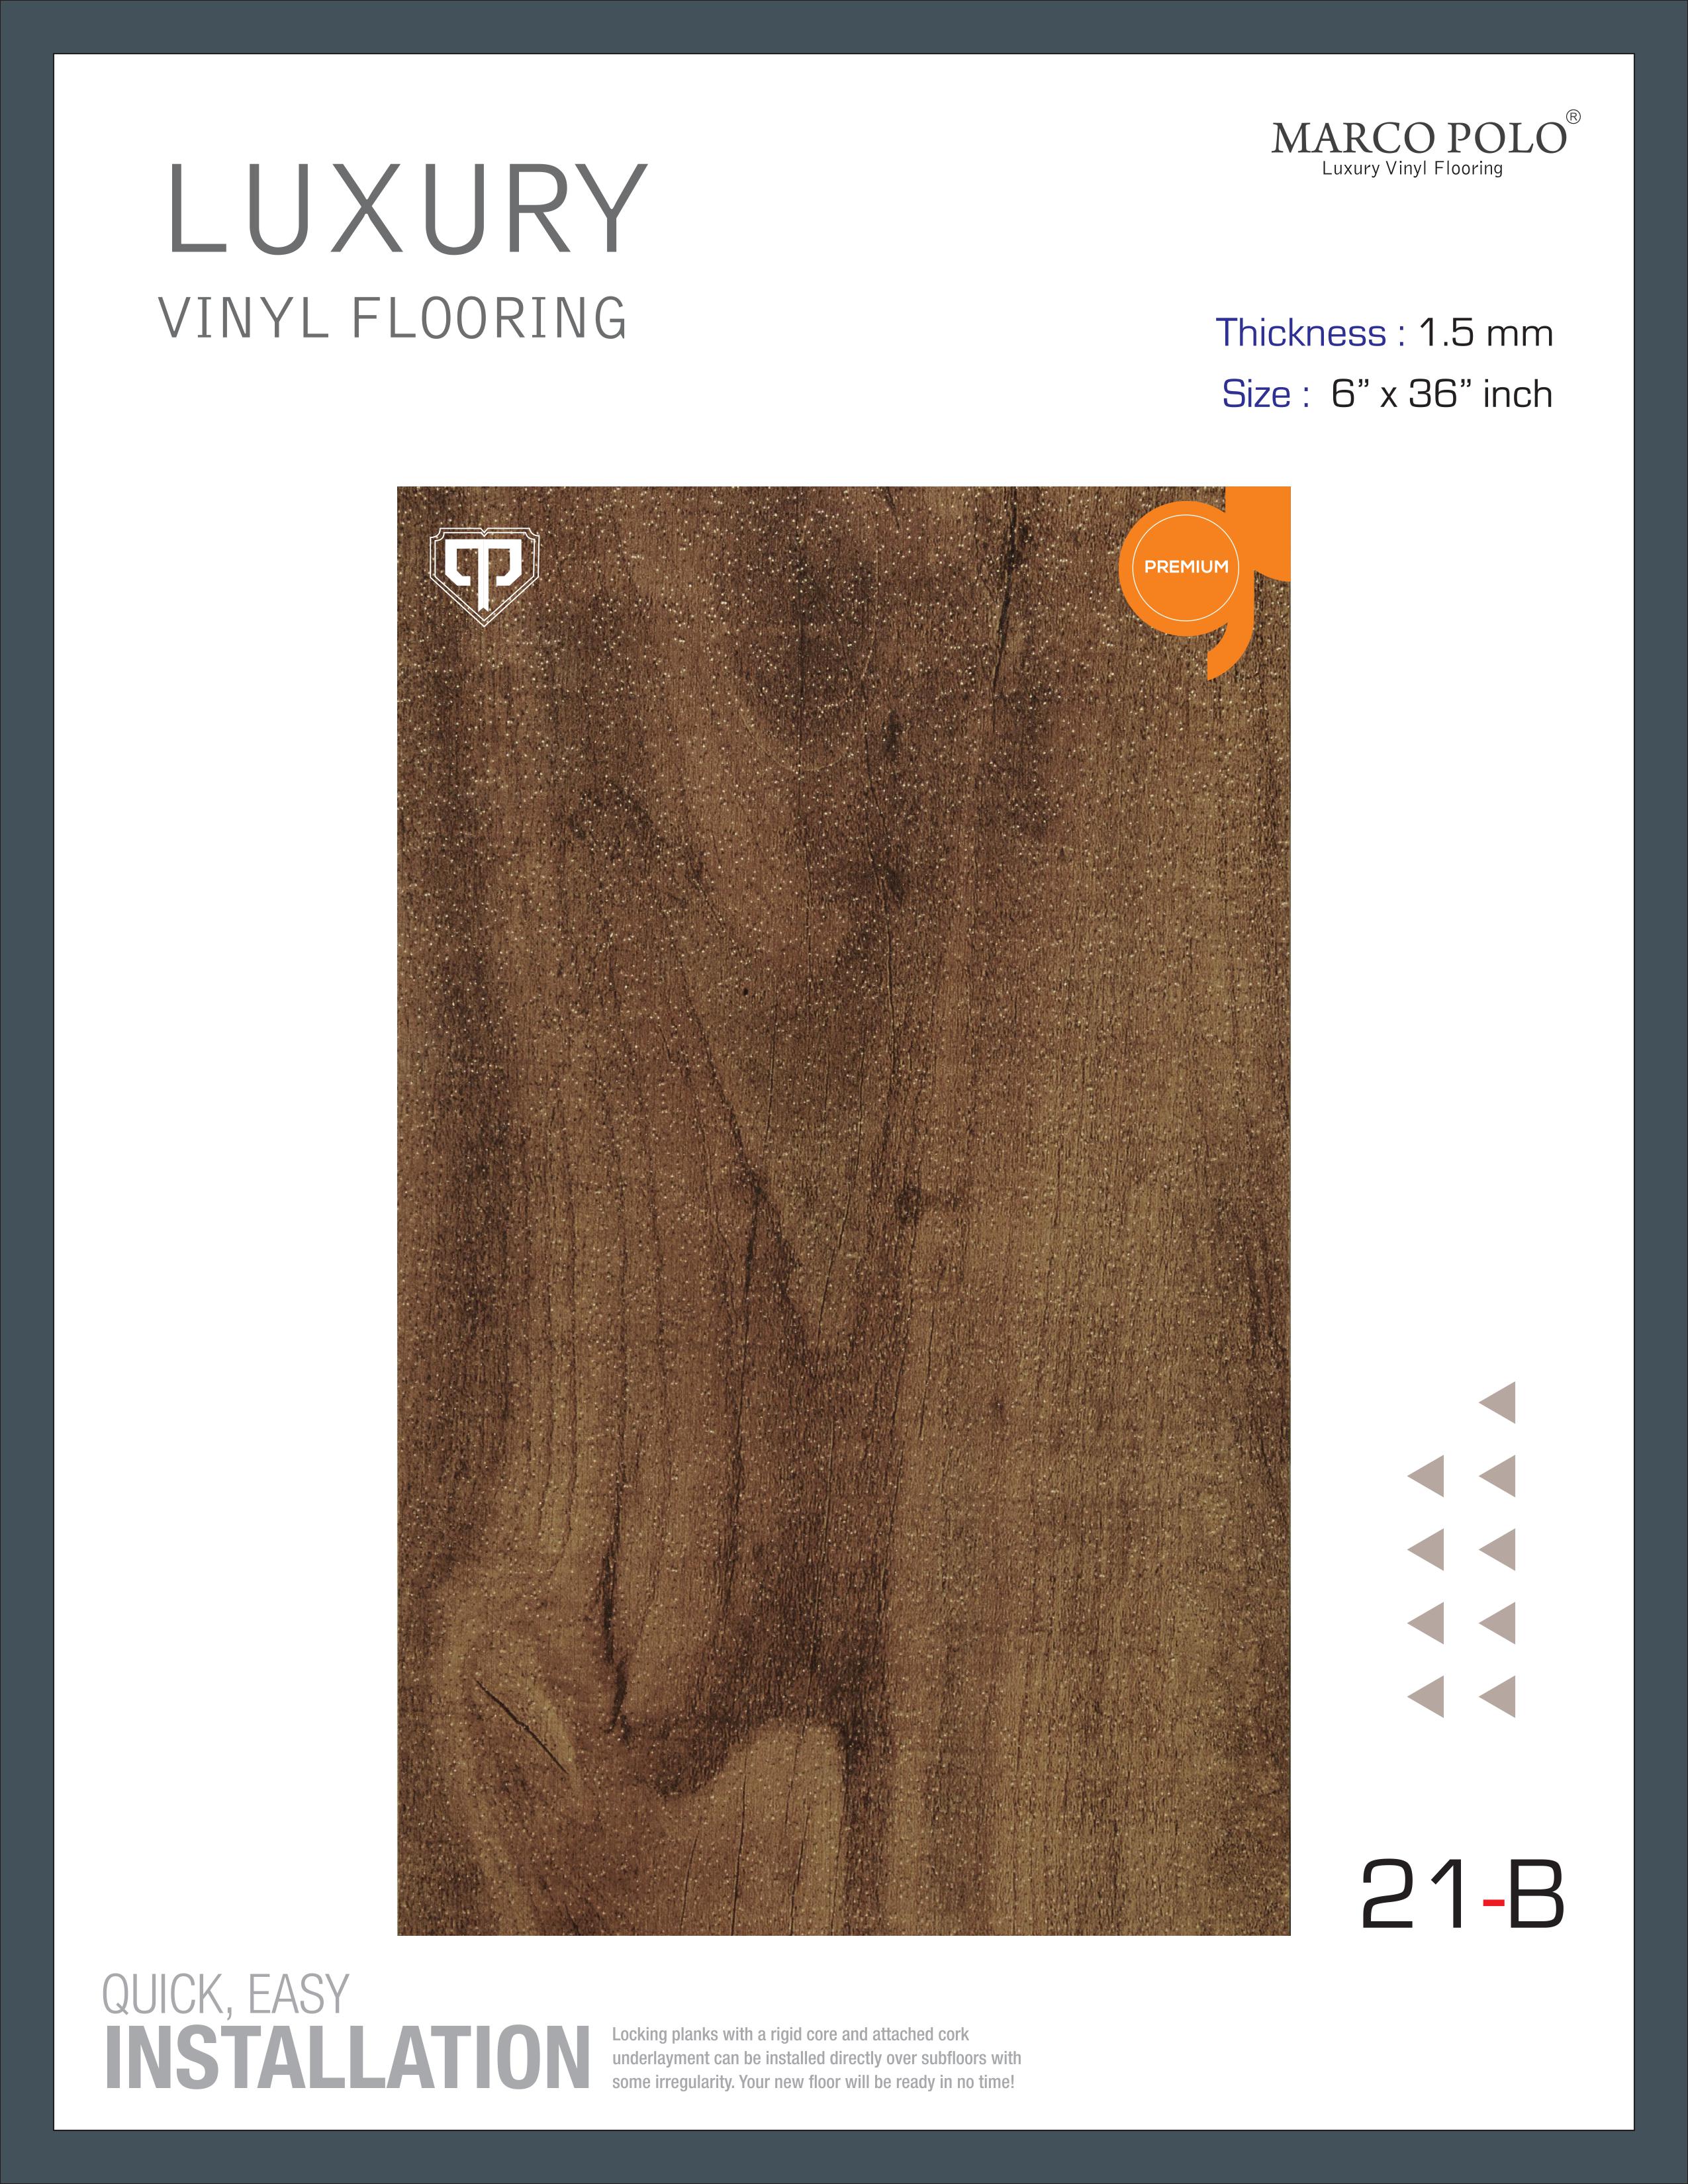 MARCO POLO®
Luxury Vinyl Flooring
LUXURY
VINYL FLOORING
Thickness : 1.5 mm
Size : 6” x 36” inch
PREMIUM
21-B
QUICK, EASY
INSTALLATION
Locking planks with a rigid core and attached cork
underlayment can be installed directly over subfloors with
some irregularity. Your new floor will be ready in no time!